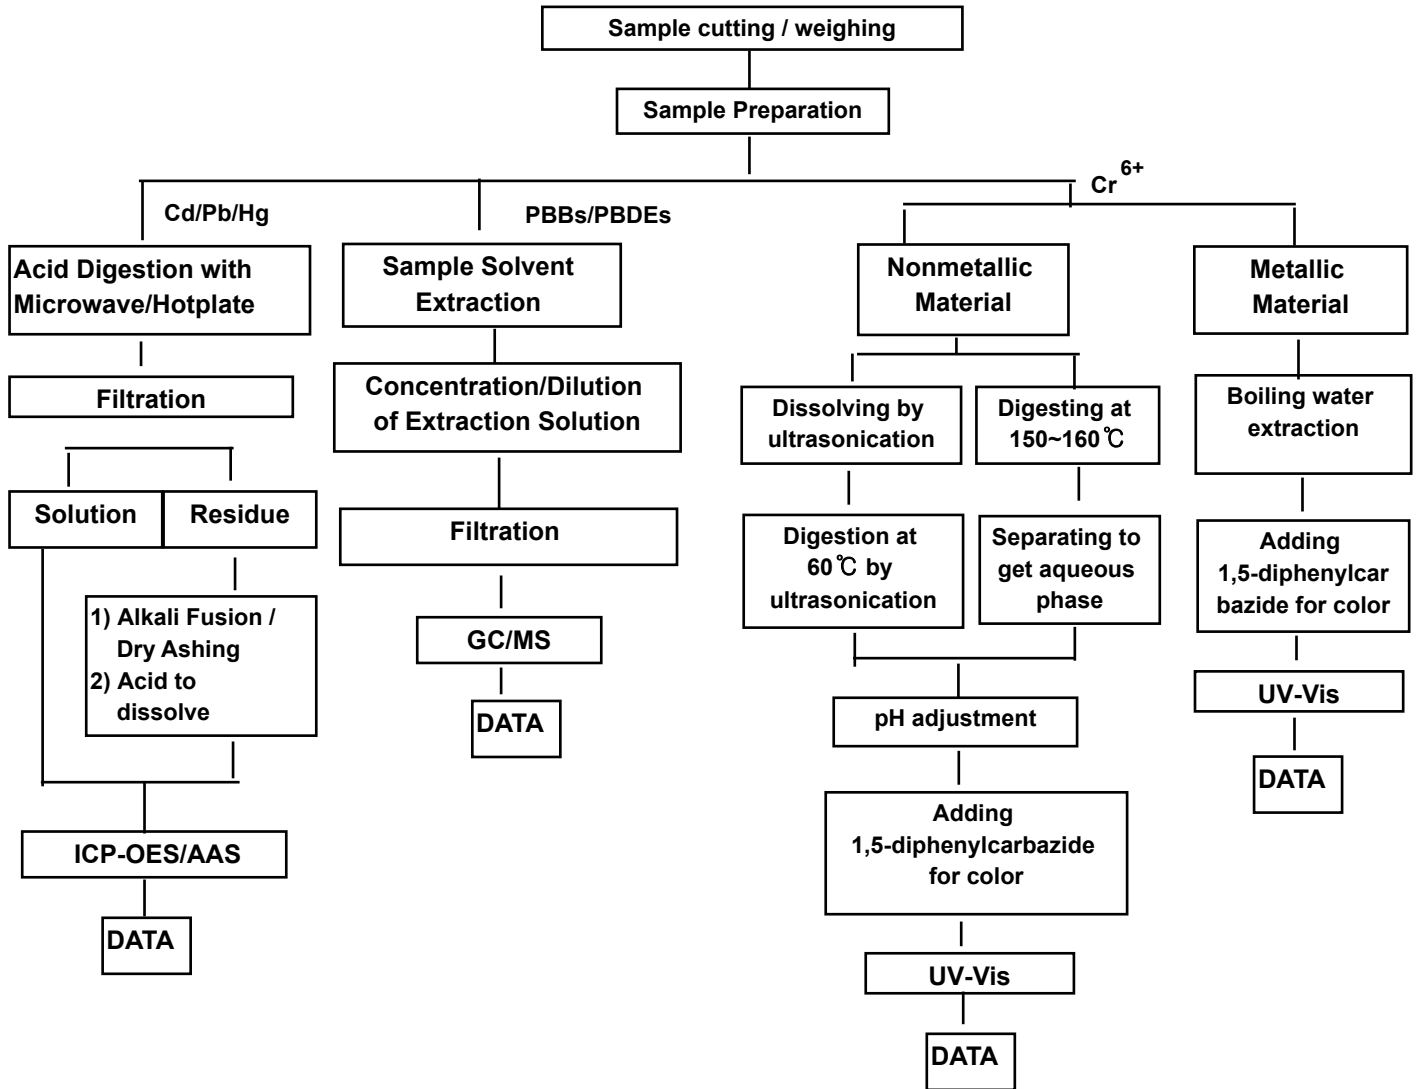 Sample cutting / weighing
Sample Preparation
Cd/Pb/Hg
PBBs/PBDEs
Cr 6+
Acid Digestion with
Microwave/Hotplate
Filtration
Solution
Residue
1) Alkali Fusion /
Dry Ashing
2) Acid to
dissolve
ICP-OES/AAS
DATA
Sample Solvent
Extraction
Concentration/Dilution
of Extraction Solution
Filtration
GC/MS
DATA
Nonmetallic
Material
Dissolving by
ultrasonication
Digestion at
60℃ by
ultrasonication
Digesting at
150~160℃
Separating to
get aqueous
phase
pH adjustment
Adding
1,5-diphenylcarbazide
for color
UV-Vis
DATA
Metallic
Material
Boiling water
extraction
Adding
1,5-diphenylcar
bazide for color
UV-Vis
DATA